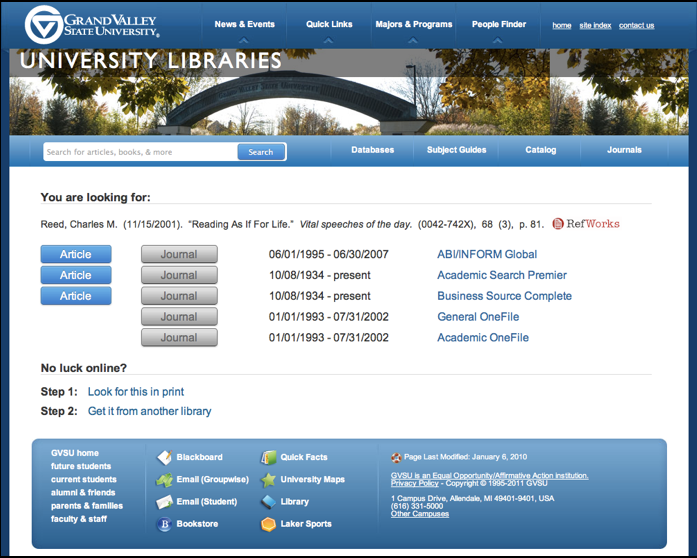 GRAND VALLEY
STATE UNIVERSITY®
News & Events
Quick Links
Majors & Programs
People Finder
home site index contact us
UNIVERSITY LIBRARIES
Search for articles, books, & more
Search
Databases
Subject Guides
Catalog
Journals
You are looking for:
Reed, Charles M. (11/15/2001). "Reading As If For Life." Vital speeches of the day. (0042-742X), 68 (3), p. 81. RefWorks
Article Journal 06/01/1995 - 06/30/2007 ABI/INFORM Global
Article Journal 10/08/1934 - present Academic Search Premier
Article Journal 10/08/1934 - present Business Source Complete
Journal 01/01/1993 - 07/31/2002 General OneFile
Journal 01/01/1993 - 07/31/2002 Academic OneFile
No luck online?
Step 1: Look for this in print
Step 2: Get it from another library
GVSU home
future students
current students
alumni & friends
parents & families
faculty & staff
Blackboard
Email (Groupwise)
Email (Student)
B Bookstore
Quick Facts
University Maps
Library
Laker Sports
Page Last Modified: January 6, 2010
GVSU is an Equal Opportunity/Affirmative Action institution.
Privacy Policy - Copyright © 1995-2011 GVSU
1 Campus Drive, Allendale, MI 49401-9401, USA
(616) 331-5000
Other Campuses